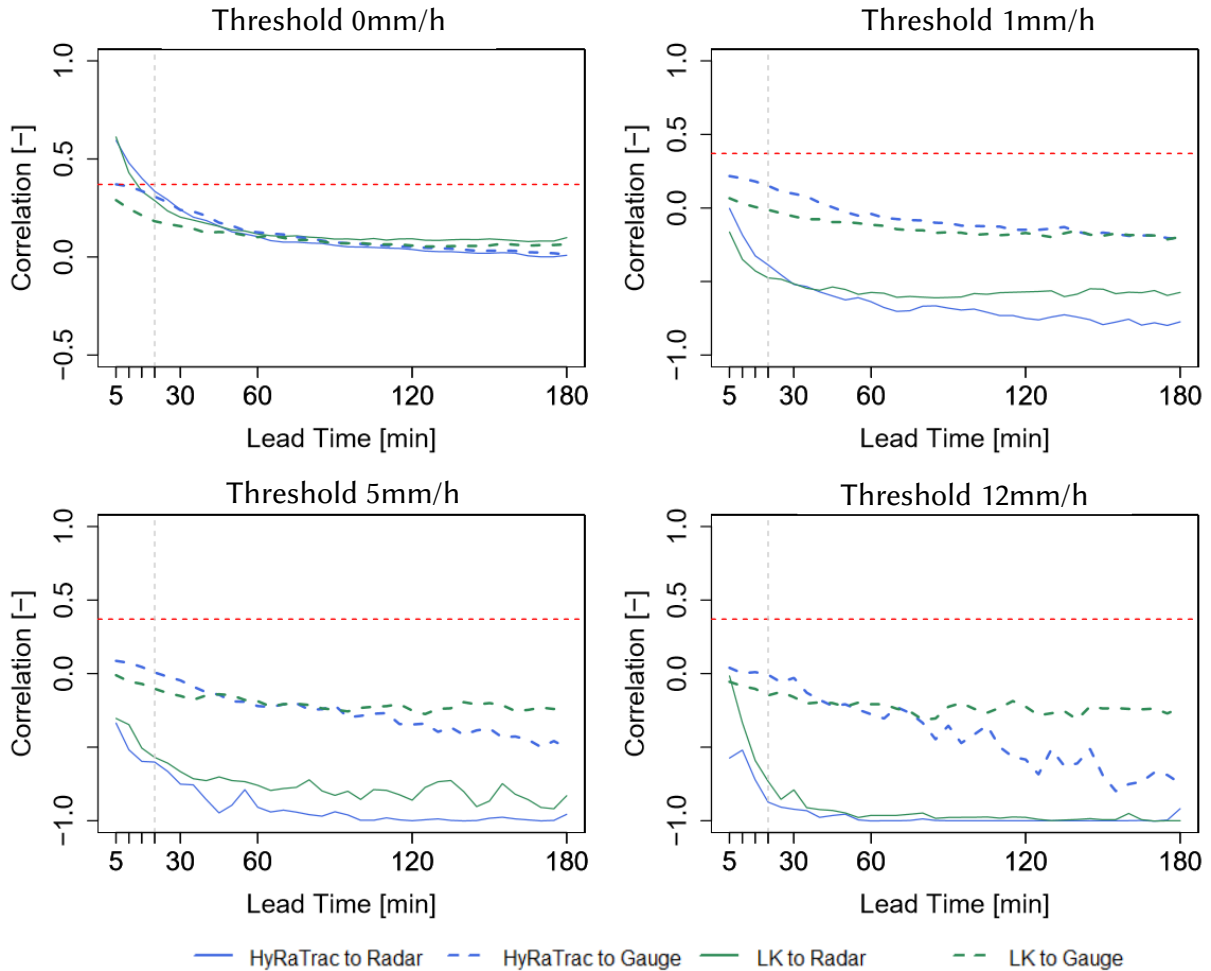 Threshold 0mm/h
Correlation [−]
1.0
0.5
0.0
−0.5
5 30 60 120 180
Lead Time [min]
Threshold 1mm/h
Correlation [−]
1.0
0.5
0.0
−1.0
5 30 60 120 180
Lead Time [min]
Threshold 5mm/h
Correlation [−]
1.0
0.5
0.0
−1.0
5 30 60 120 180
Lead Time [min]
Threshold 12mm/h
Correlation [−]
1.0
0.5
0.0
−1.0
5 30 60 120 180
Lead Time [min]
HyRaTrac to Radar HyRaTrac to Gauge LK to Radar LK to Gauge